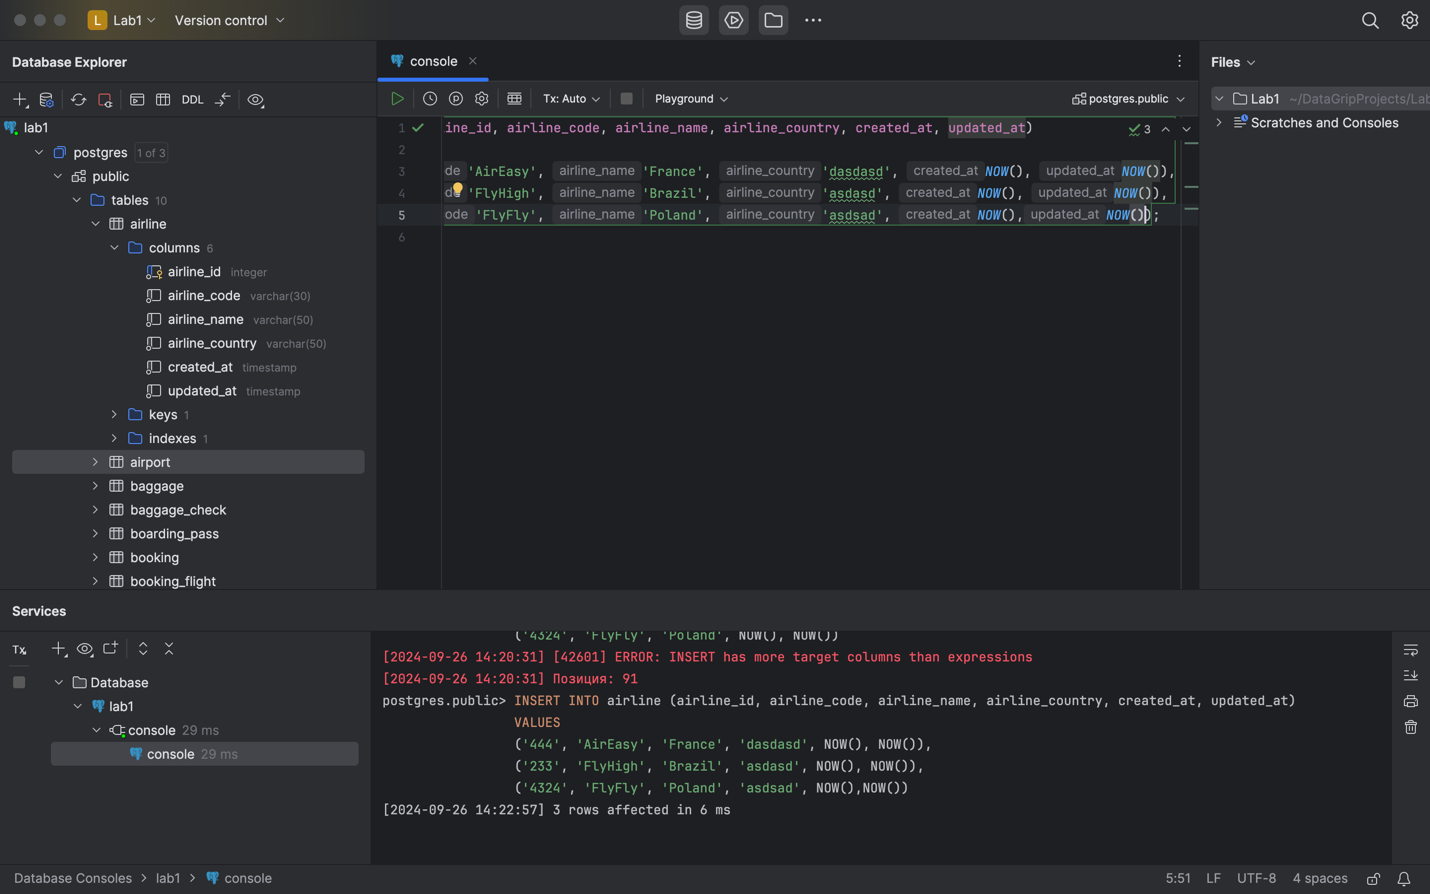 L Lab1 Version control
Database Explorer
DDL
lab1
postgres 1 of 3
public
tables 10
airline
columns 6
airline_id integer
airline_code varchar(30)
airline_name varchar(50)
airline_country varchar(50)
created_at timestamp
updated_at timestamp
keys 1
indexes 1
airport
baggage
baggage_check
boarding_pass
booking
booking_flight
console
Tx: Auto Playground postgres.public
1 ine_id, airline_code, airline_name, airline_country, created_at, updated_at) 3
2
3 de 'AirEasy', airline_name 'France', airline_country 'dasdasd', created_at NOW(), updated_at NOW()),
4 d 'FlyHigh', airline_name 'Brazil', airline_country 'asdasd', created_at NOW(), updated_at NOW()),
5 ode 'FlyFly', airline_name 'Poland', airline_country 'asdsad', created_at NOW(), updated_at NOW());
6
Files
Lab1 ~/DataGripProjects/Lab
Scratches and Consoles
Services
Tx
Database
lab1
console 29 ms
console 29 ms
('4324', 'FlyFly', 'Poland', NOW(), NOW())
[2024-09-26 14:20:31] [42601] ERROR: INSERT has more target columns than expressions
[2024-09-26 14:20:31] Позиция: 91
postgres.public> INSERT INTO airline (airline_id, airline_code, airline_name, airline_country, created_at, updated_at)
VALUES
('444', 'AirEasy', 'France', 'dasdasd', NOW(), NOW()),
('233', 'FlyHigh', 'Brazil', 'asdasd', NOW(), NOW()),
('4324', 'FlyFly', 'Poland', 'asdsad', NOW(),NOW())
[2024-09-26 14:22:57] 3 rows affected in 6 ms
Database Consoles > lab1 > console
5:51 LF UTF-8 4 spaces